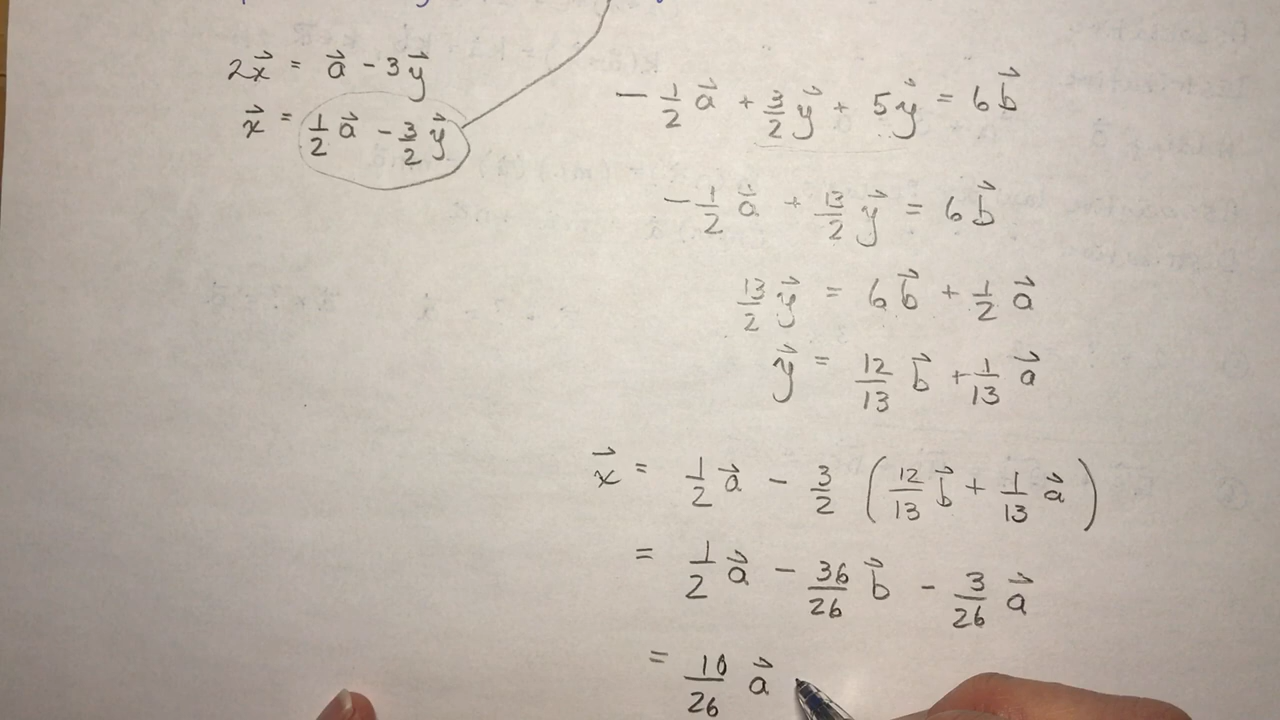 2x⃗ = a⃗ - 3y⃗
x⃗ = 1/2 a⃗ - 3/2 y⃗
- 1/2 a⃗ + 3/2 y⃗ + 5y⃗ = 6b⃗
- 1/2 a⃗ + 13/2 y⃗ = 6b⃗
13/2 y⃗ = 6b⃗ + 1/2 a⃗
y⃗ = 12/13 b⃗ + 1/13 a⃗
x⃗ = 1/2 a⃗ - 3/2 (12/13 b⃗ + 1/13 a⃗)
= 1/2 a⃗ - 36/26 b⃗ - 3/26 a⃗
= 10/26 a⃗